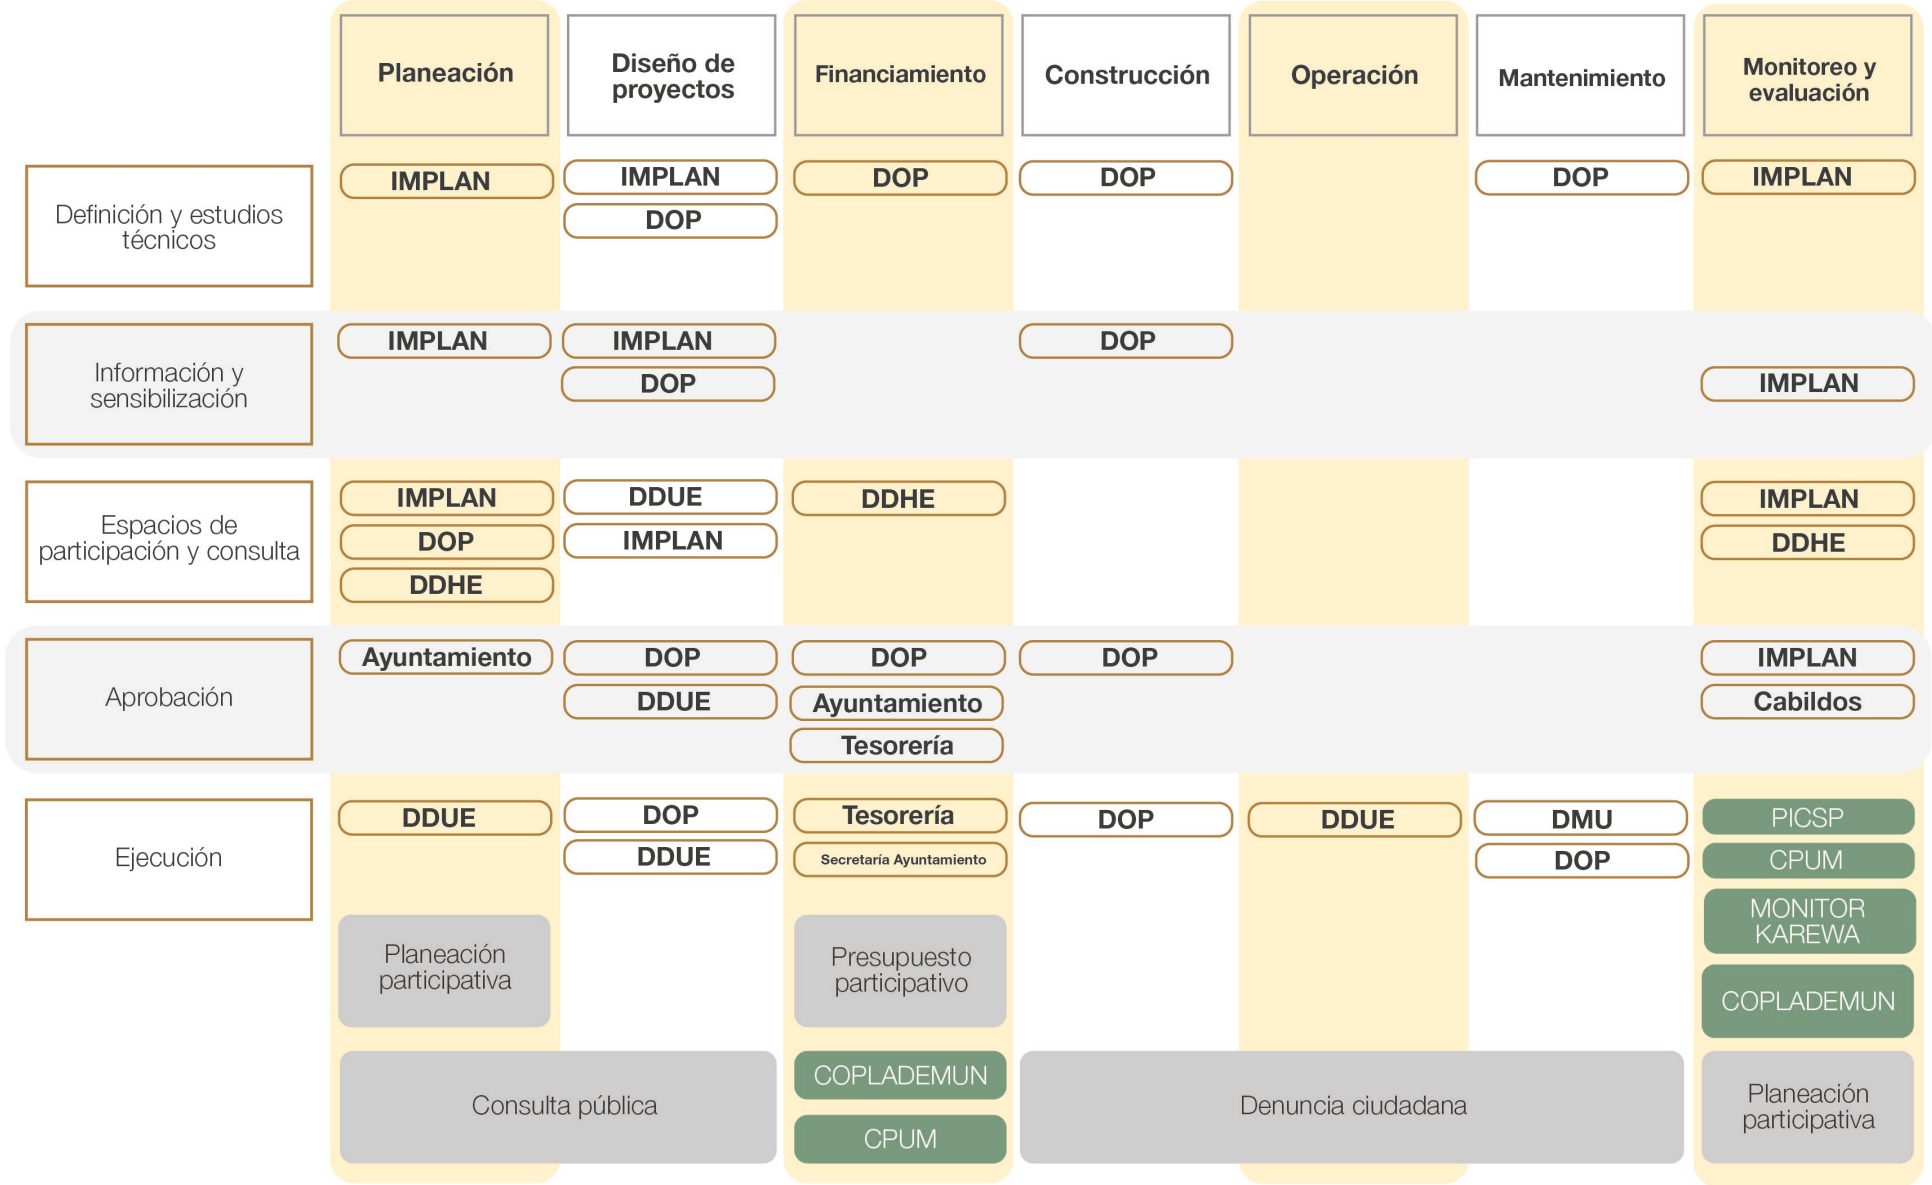 Planeación
Diseño de
proyectos
Financiamiento
Construcción
Operación
Mantenimiento
Monitoreo y
evaluación
Definición y estudios
técnicos
IMPLAN
IMPLAN
DOP
DOP
DOP
DOP
IMPLAN
Información y
sensibilización
IMPLAN
IMPLAN
DOP
DOP
IMPLAN
Espacios de
participación y consulta
IMPLAN
DOP
DDHE
DDUE
IMPLAN
DDHE
IMPLAN
DDHE
Aprobación
Ayuntamiento
DOP
DDUE
DOP
Ayuntamiento
Tesorería
DOP
IMPLAN
Cabildos
Ejecución
DDUE
DOP
DDUE
Tesorería
Secretaría Ayuntamiento
DOP
DDUE
DMU
DOP
PICSP
CPUM
MONITOR
KAREWA
COPLADEMUN
Planeación
participativa
Presupuesto
participativo
Consulta pública
COPLADEMUN
CPUM
Denuncia ciudadana
Planeación
participativa